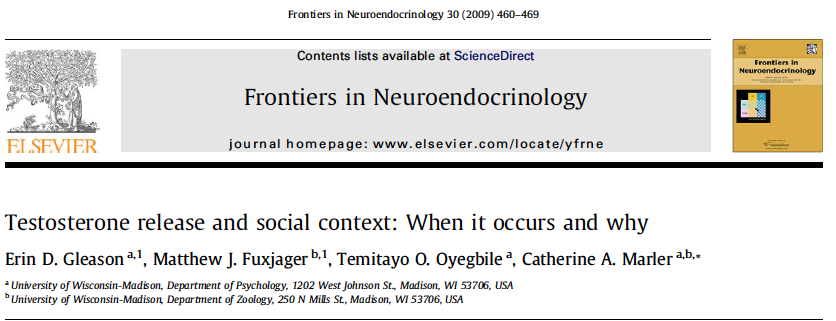 Frontiers in Neuroendocrinology 30 (2009) 460–469
Contents lists available at ScienceDirect
Frontiers in Neuroendocrinology
journal homepage: www.elsevier.com/locate/yfrne
ELSEVIER
Frontiers in
Neuroendocrinology
Testosterone release and social context: When it occurs and why
Erin D. Gleason a,1, Matthew J. Fuxjager b,1, Temitayo O. Oyegbile a, Catherine A. Marler a,b,*
a University of Wisconsin-Madison, Department of Psychology, 1202 West Johnson St., Madison, WI 53706, USA
b University of Wisconsin-Madison, Department of Zoology, 250 N Mills St., Madison, WI 53706, USA